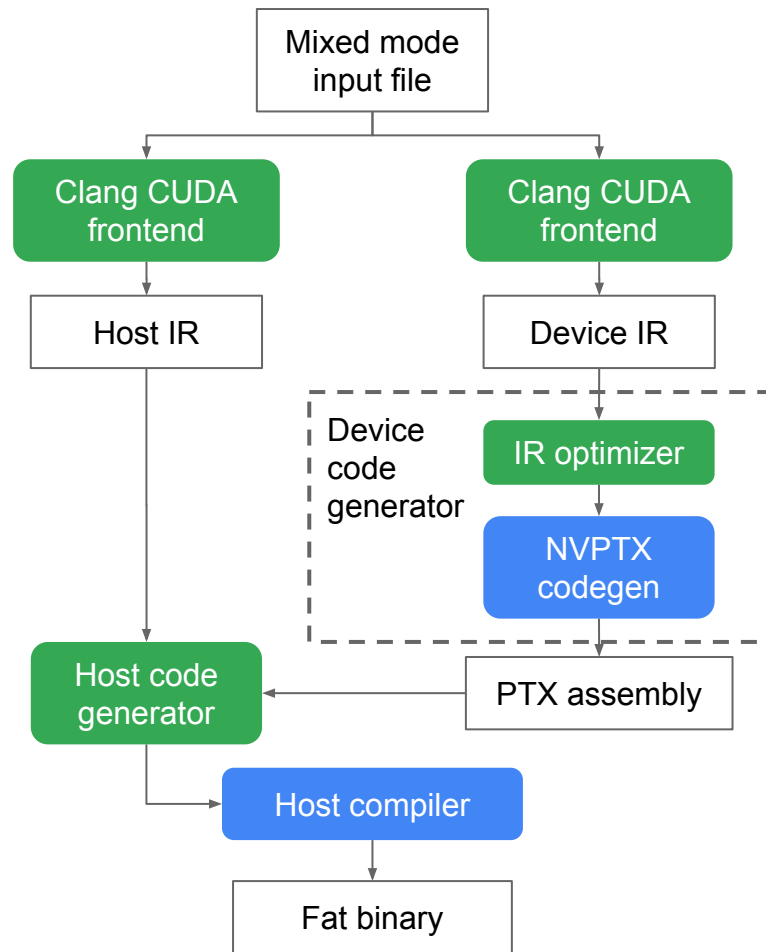 Mixed mode
input file
Clang CUDA
frontend
Clang CUDA
frontend
Host IR
Device IR
Device
code
generator
IR optimizer
NVPTX
codegen
Host code
generator
PTX assembly
Host compiler
Fat binary